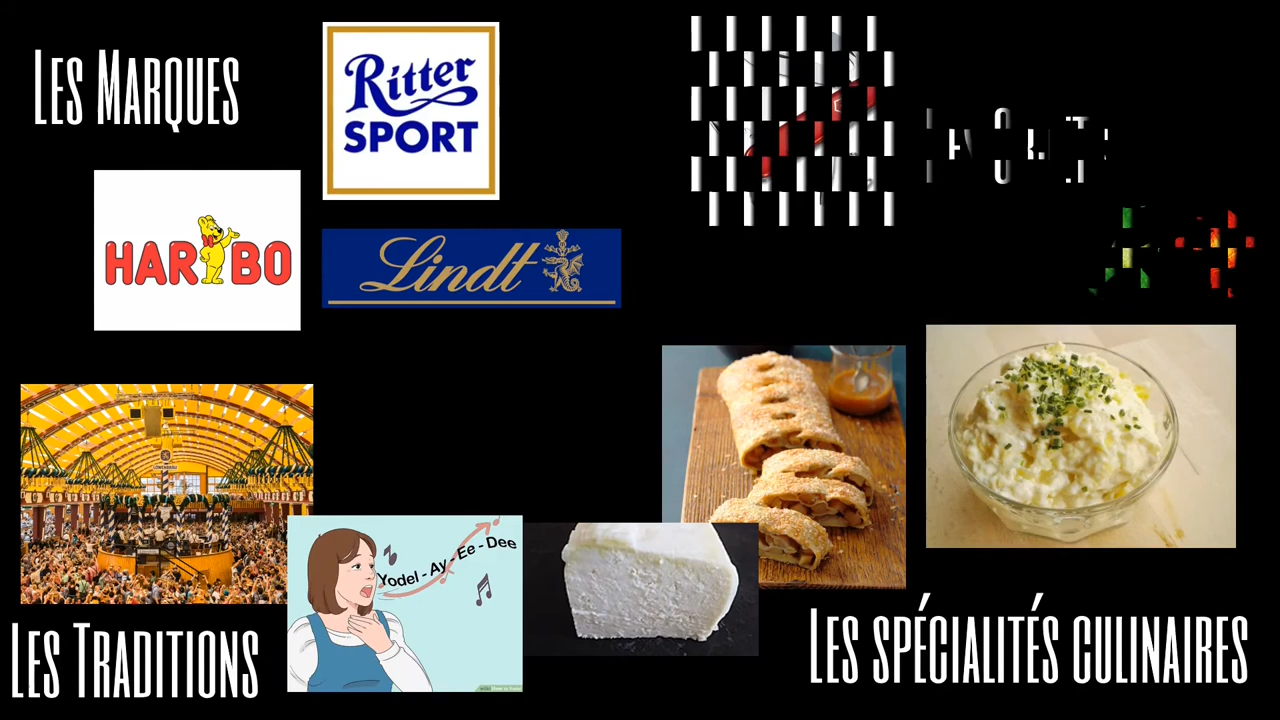 Les Marques
Ritter
SPORT
HARIBO
Lindt
Yodel - Ay - Ee - Dee
Les Traditions
Les spécialités culinaires